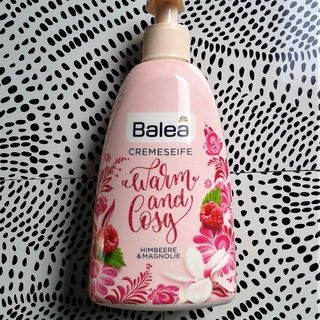 Balea
CREMESEIFE
warm
and
Cosy
HIMBEERE
& MAGNOLIE